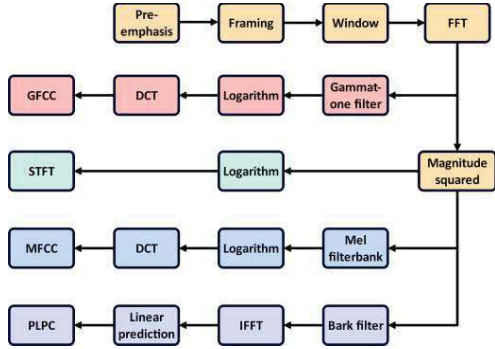 Pre-
emphasis
Framing
Window
FFT
GFCC
DCT
Logarithm
Gammat-
one filter
STFT
Logarithm
Magnitude
squared
MFCC
DCT
Logarithm
Mel
filterbank
PLPC
Linear
prediction
IFFT
Bark filter